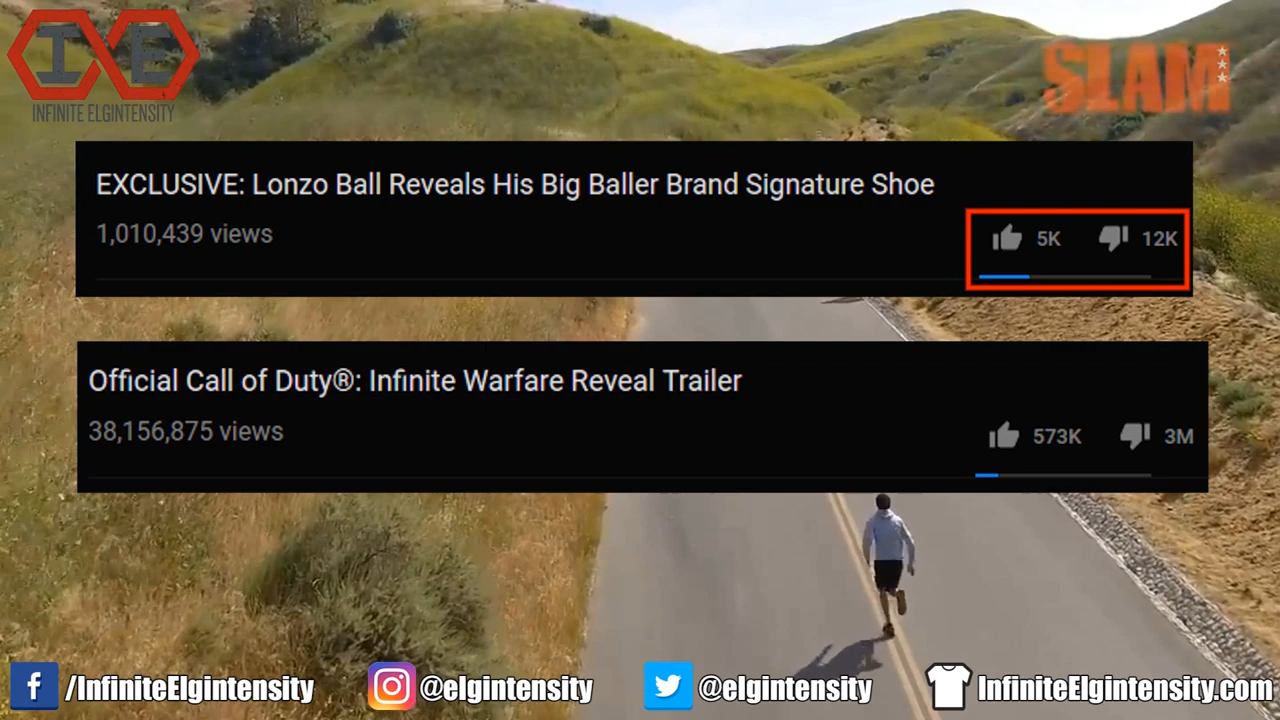 IXE
INFINITE ELGINTENSITY
SLAM
EXCLUSIVE: Lonzo Ball Reveals His Big Baller Brand Signature Shoe
1,010,439 views
5K 12K
Official Call of Duty®: Infinite Warfare Reveal Trailer
38,156,875 views
573K 3M
/InfiniteElgintensity @elgintensity @elgintensity InfiniteElgintensity.com